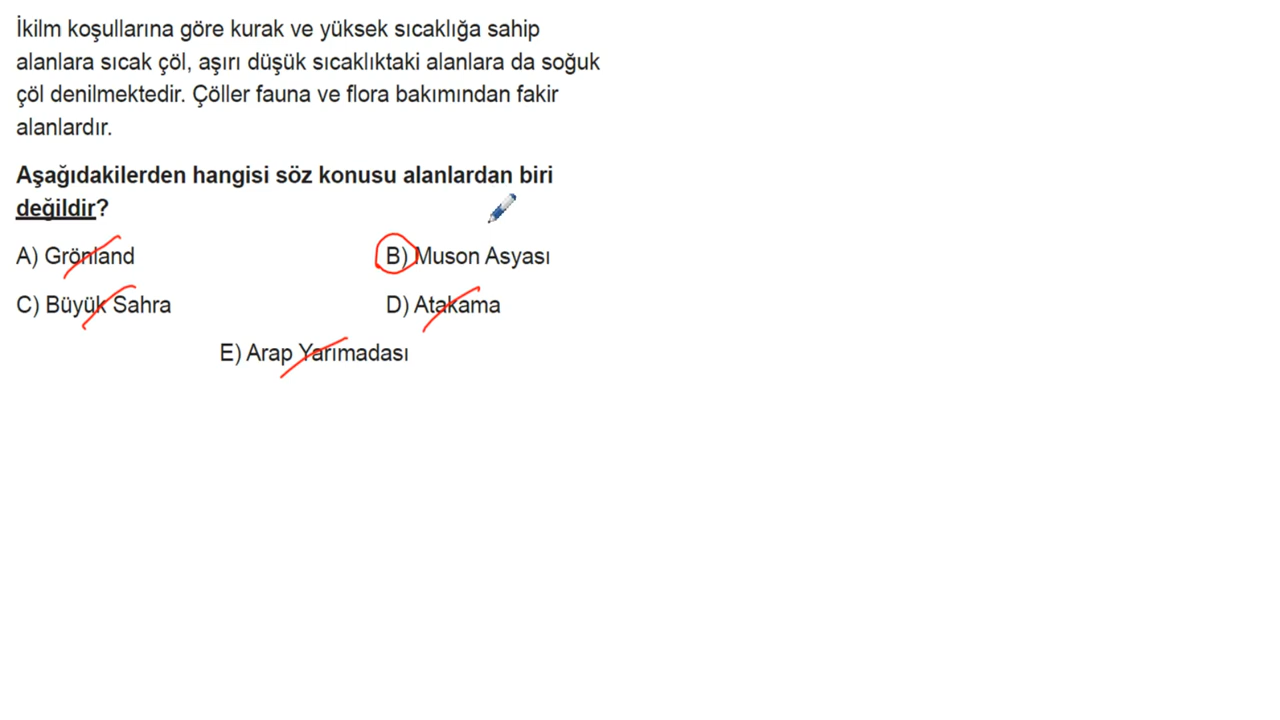 İkilm koşullarına göre kurak ve yüksek sıcaklığa sahip
alanlara sıcak çöl, aşırı düşük sıcaklıktaki alanlara da soğuk
çöl denilmektedir. Çöller fauna ve flora bakımından fakir
alanlardır.
Aşağıdakilerden hangisi söz konusu alanlardan biri
değildir?
A) Grönland B) Muson Asyası
C) Büyük Sahra D) Atakama
E) Arap Yarımadası